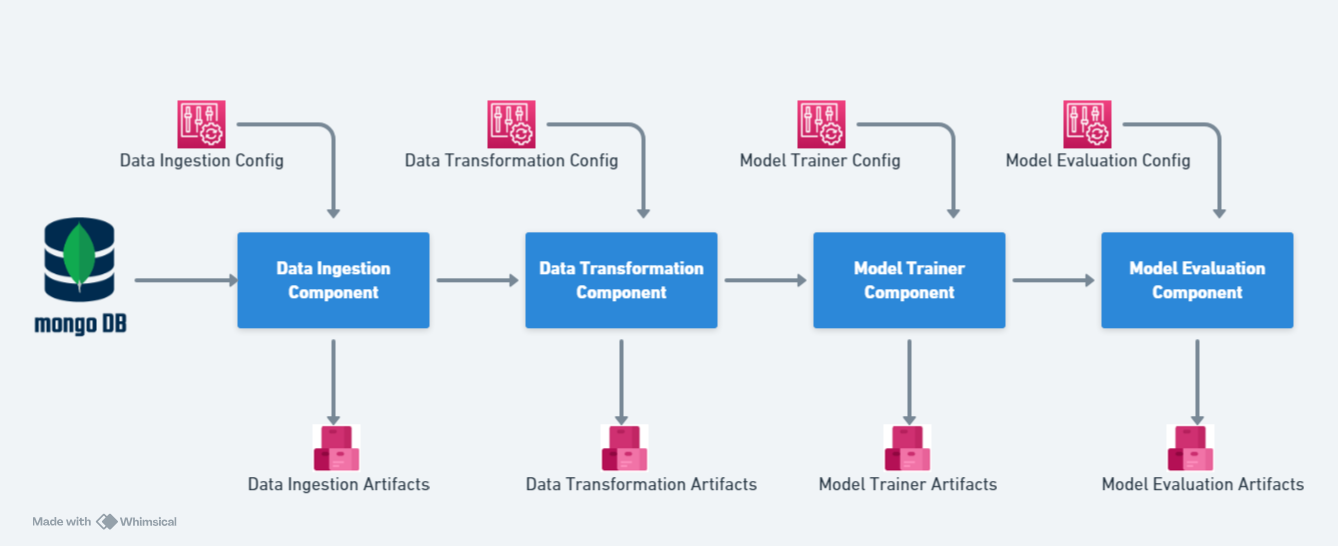 Data Ingestion Config
Data Transformation Config
Model Trainer Config
Model Evaluation Config
mongo DB
Data Ingestion
Component
Data Transformation
Component
Model Trainer
Component
Model Evaluation
Component
Data Ingestion Artifacts
Data Transformation Artifacts
Model Trainer Artifacts
Model Evaluation Artifacts
Made with Whimsical